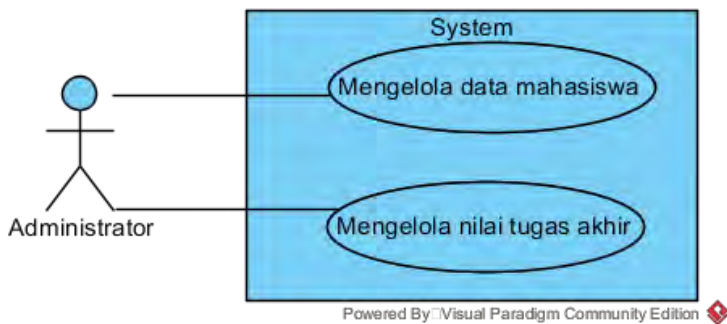 System
Mengelola data mahasiswa
Administrator
Mengelola nilai tugas akhir
Powered By Visual Paradigm Community Edition